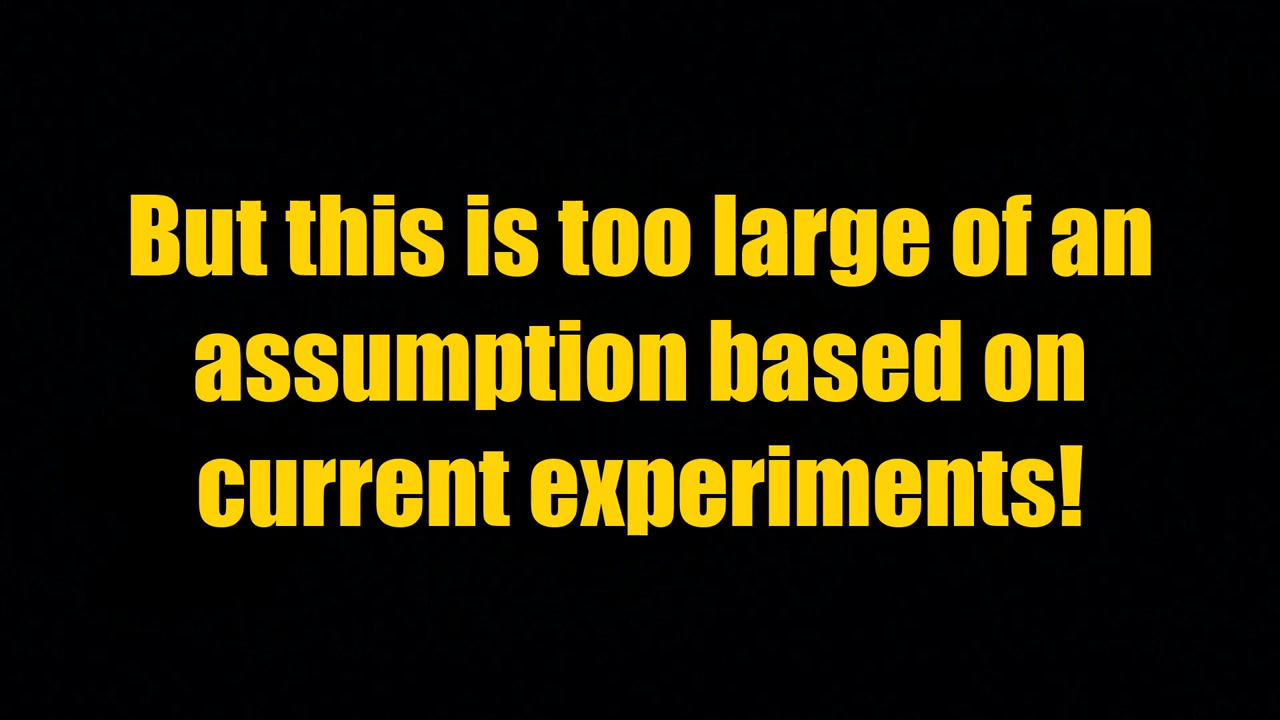 But this is too large of an
assumption based on
current experiments!